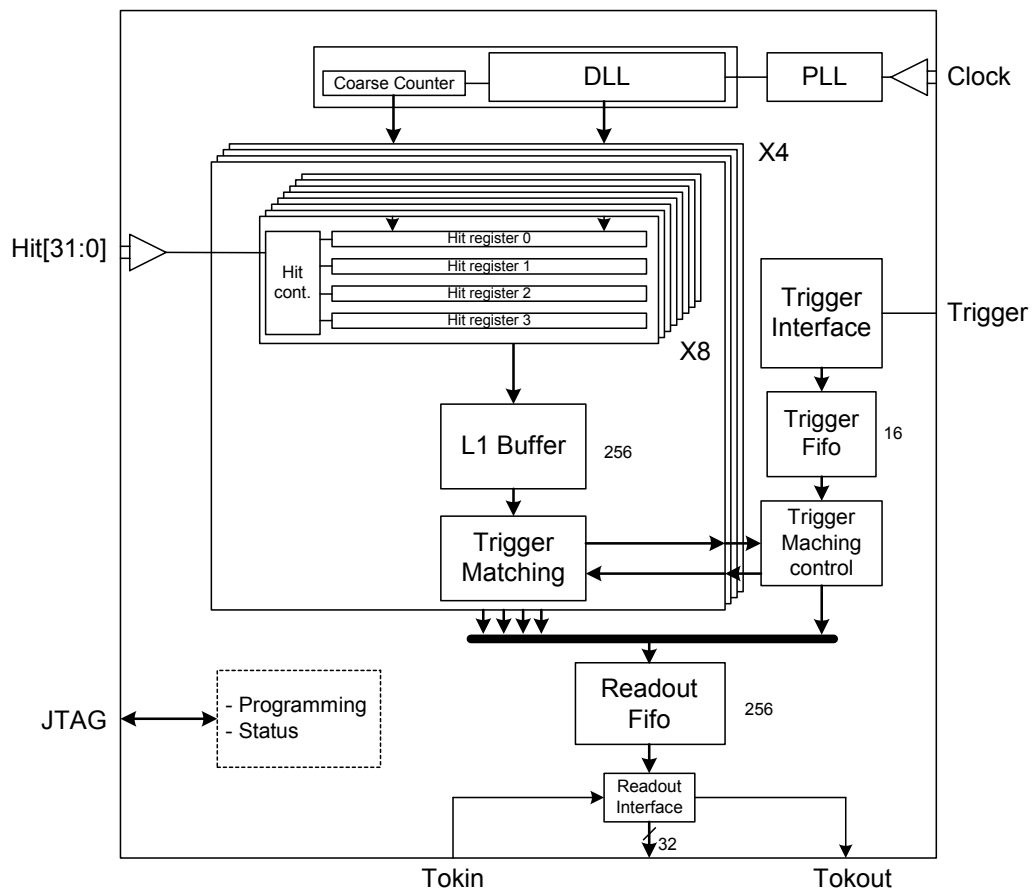 Coarse Counter
DLL
PLL
Clock
X4
Hit[31:0]
Hit
cont.
Hit register 0
Hit register 1
Hit register 2
Hit register 3
X8
Trigger
Interface
Trigger
Trigger
Fifo
16
L1 Buffer
256
Trigger
Matching
Trigger
Maching
control
Readout
Fifo
256
JTAG
- Programming
- Status
Readout
Interface
32
Tokin
Tokout